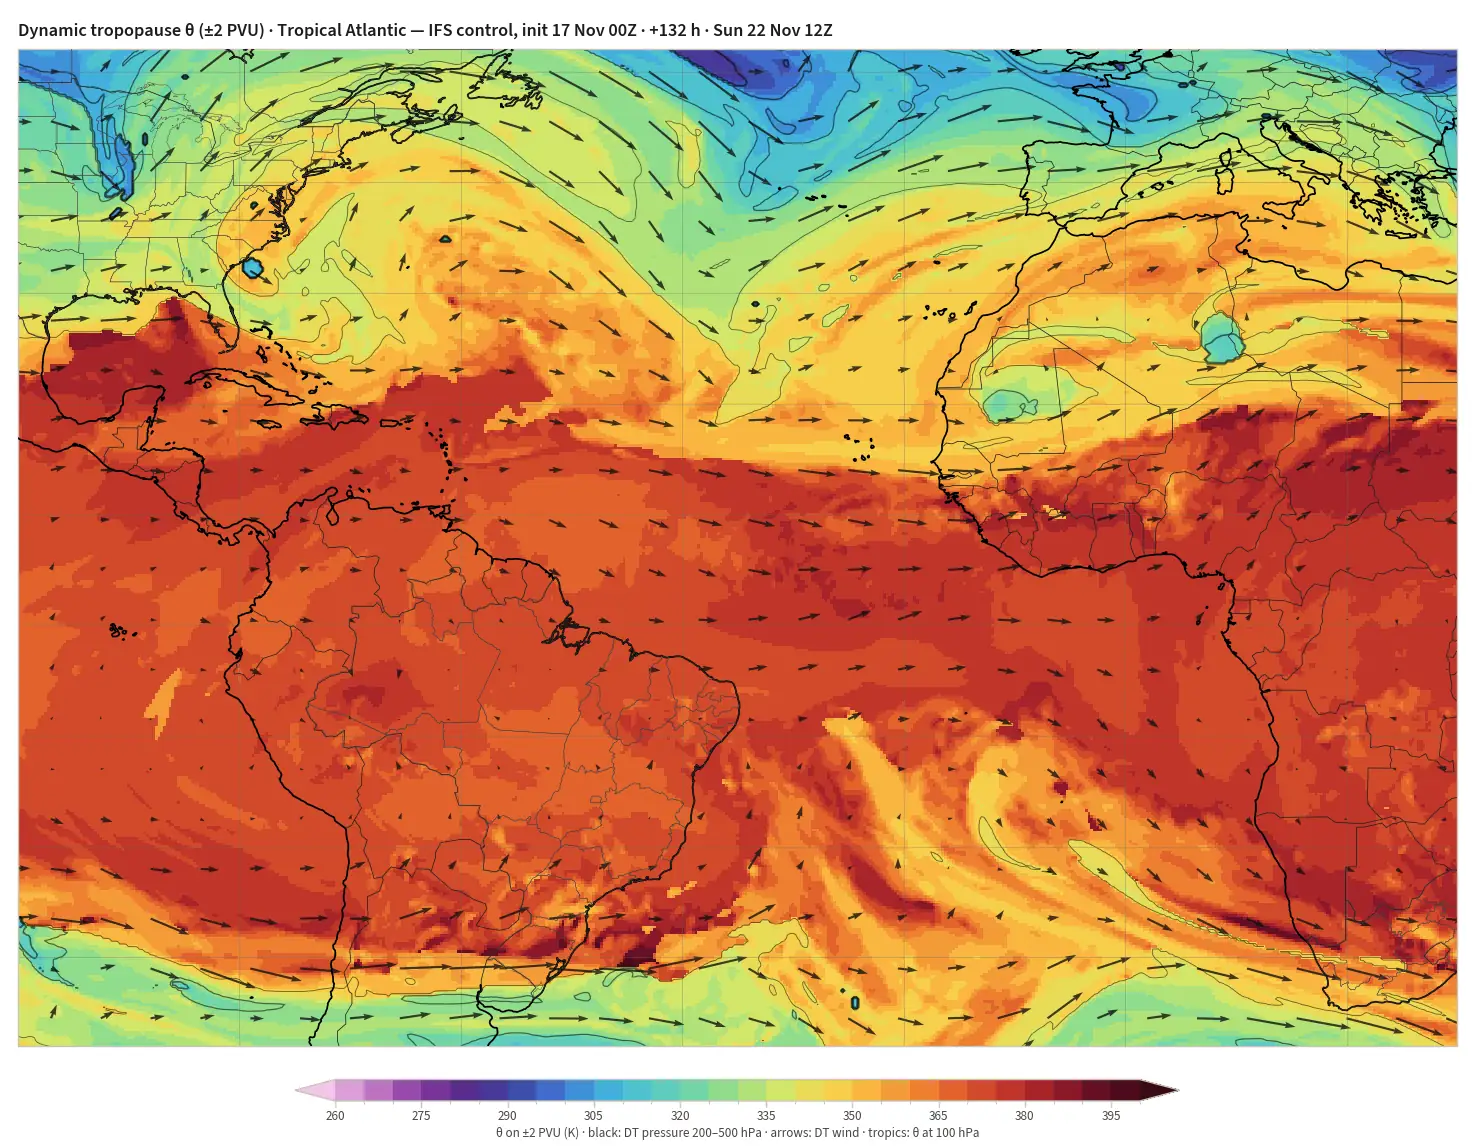 Dynamic tropopause θ (±2 PVU) · Tropical Atlantic — IFS control, init 17 Nov 00Z · +132 h · Sun 22 Nov 12Z
260 275 290 305 320 335 350 365 380 395
θ on ±2 PVU (K) · black: DT pressure 200–500 hPa · arrows: DT wind · tropics: θ at 100 hPa